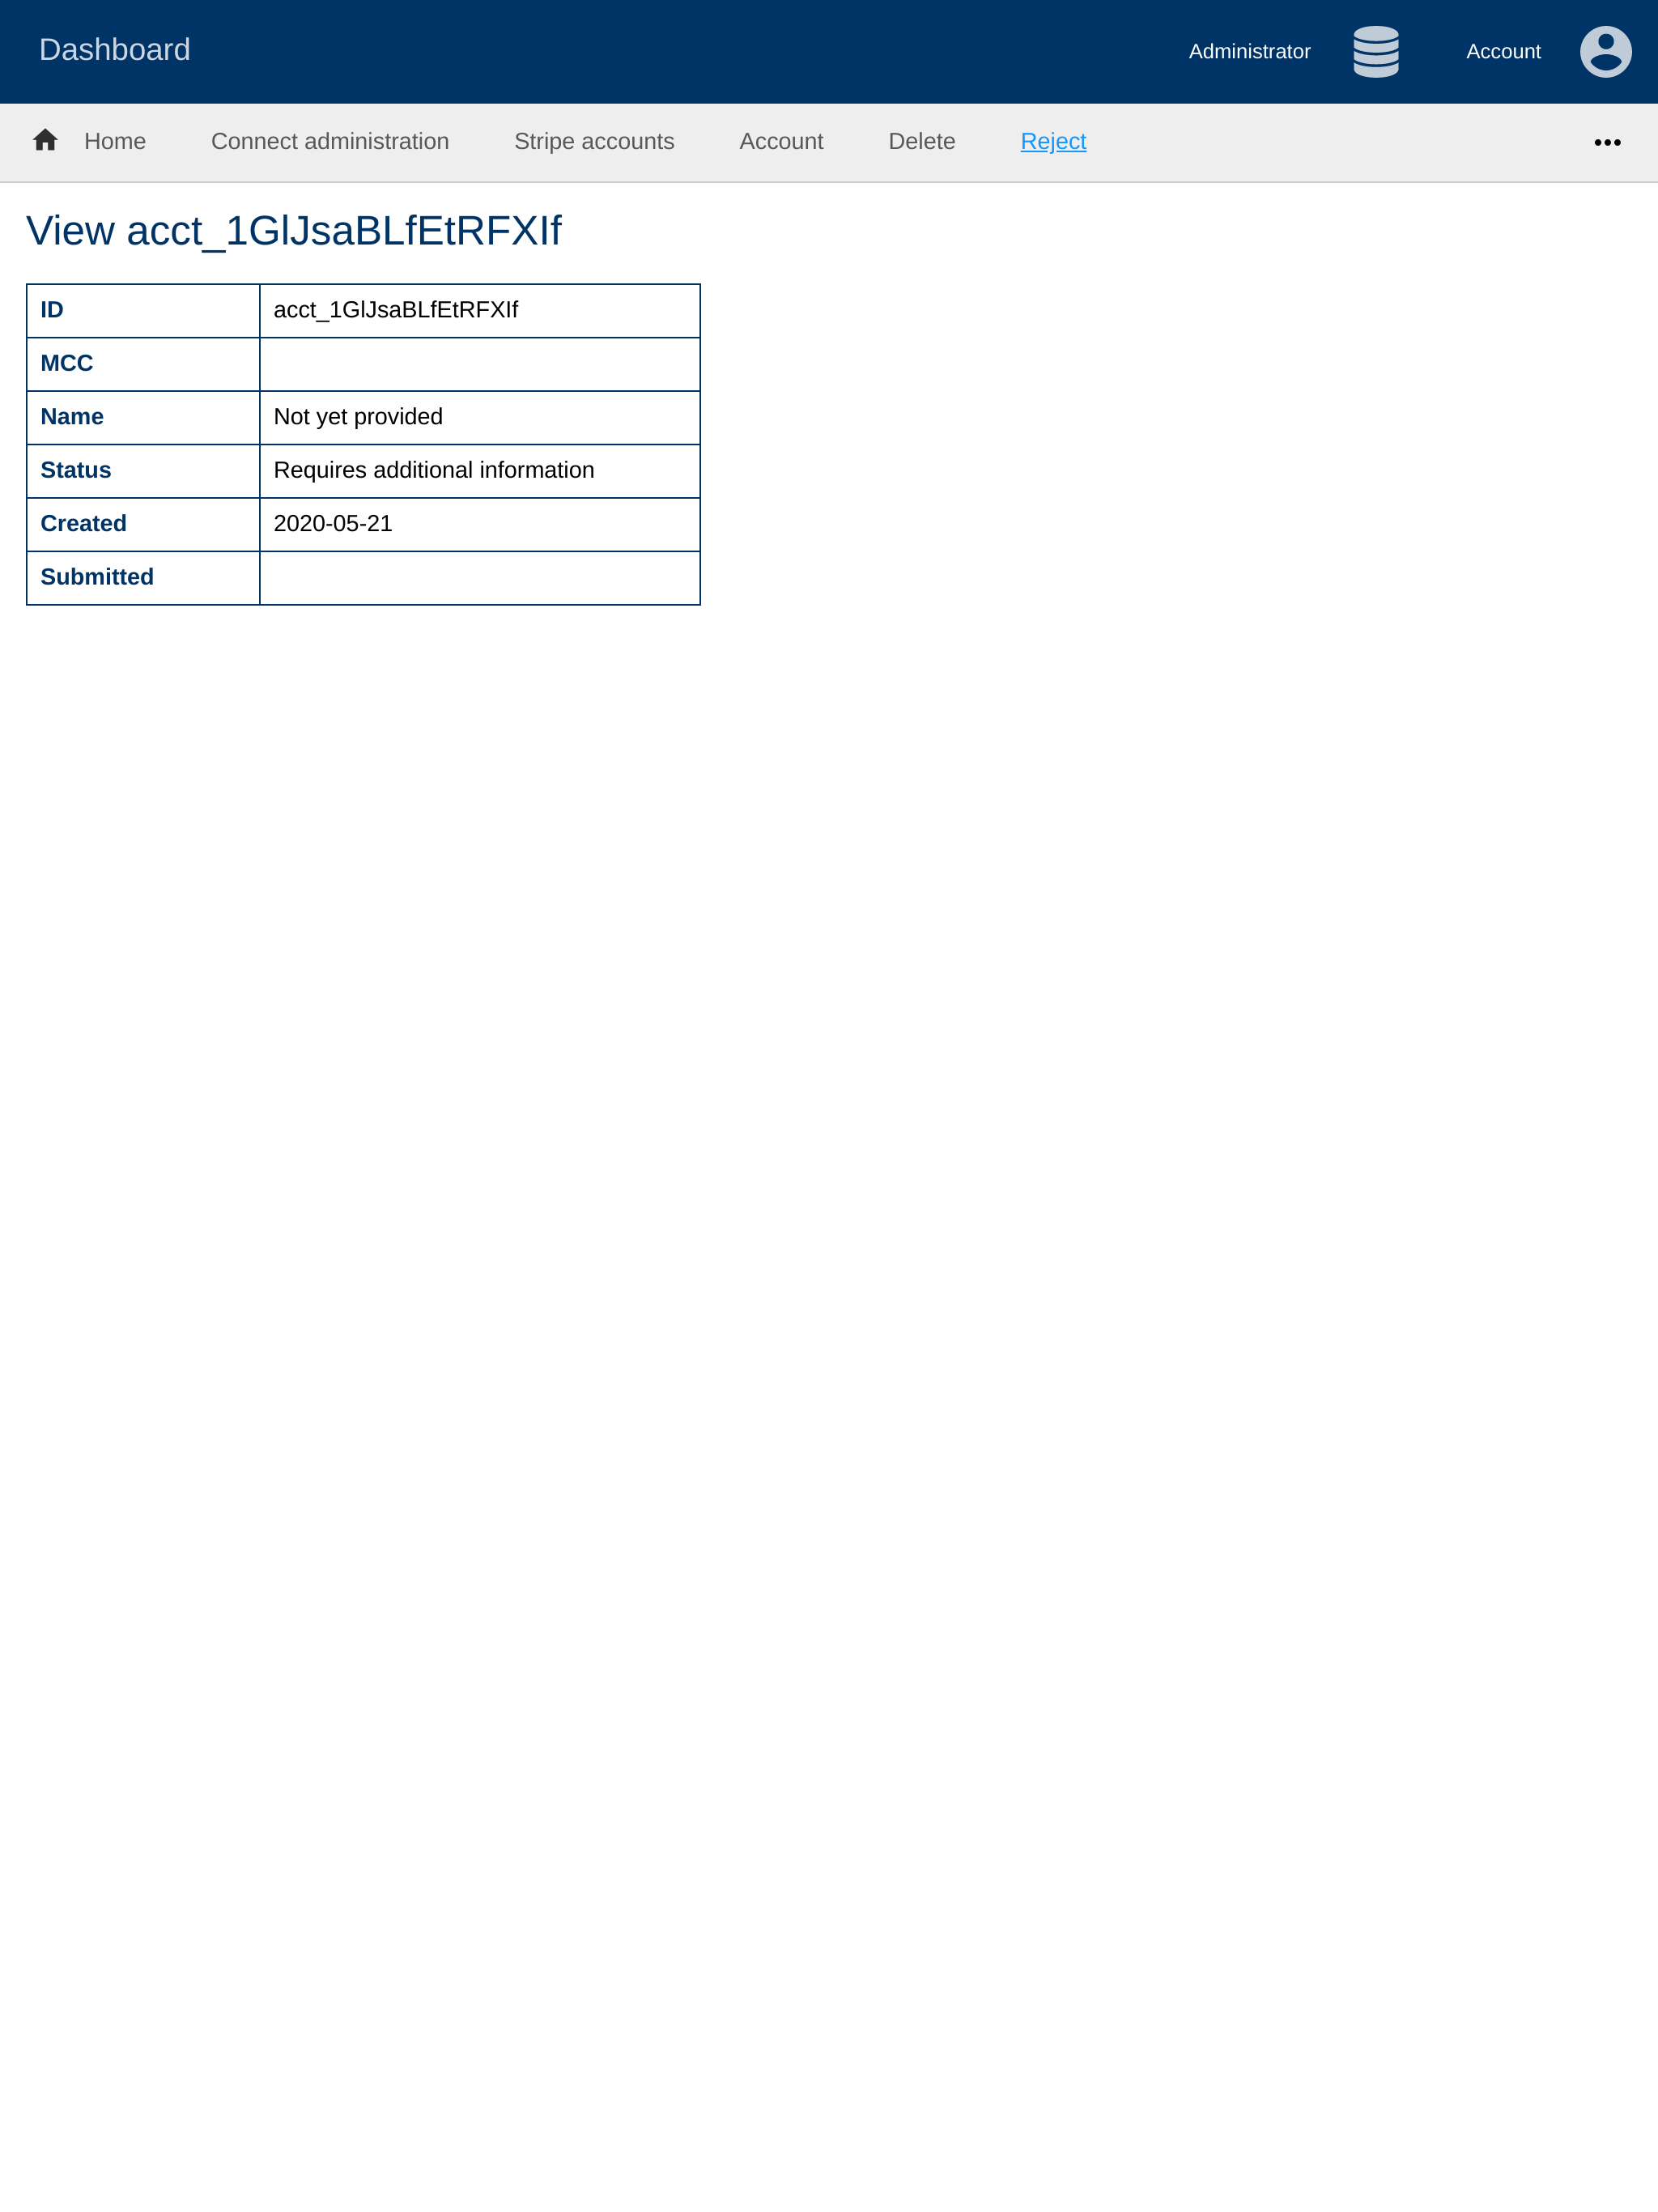 Dashboard
Administrator
Account
Home
Connect administration
Stripe accounts
Account
Delete
Reject
View acct_1GlJsaBLfEtRFXIf
ID acct_1GlJsaBLfEtRFXIf
MCC
Name Not yet provided
Status Requires additional information
Created 2020-05-21
Submitted